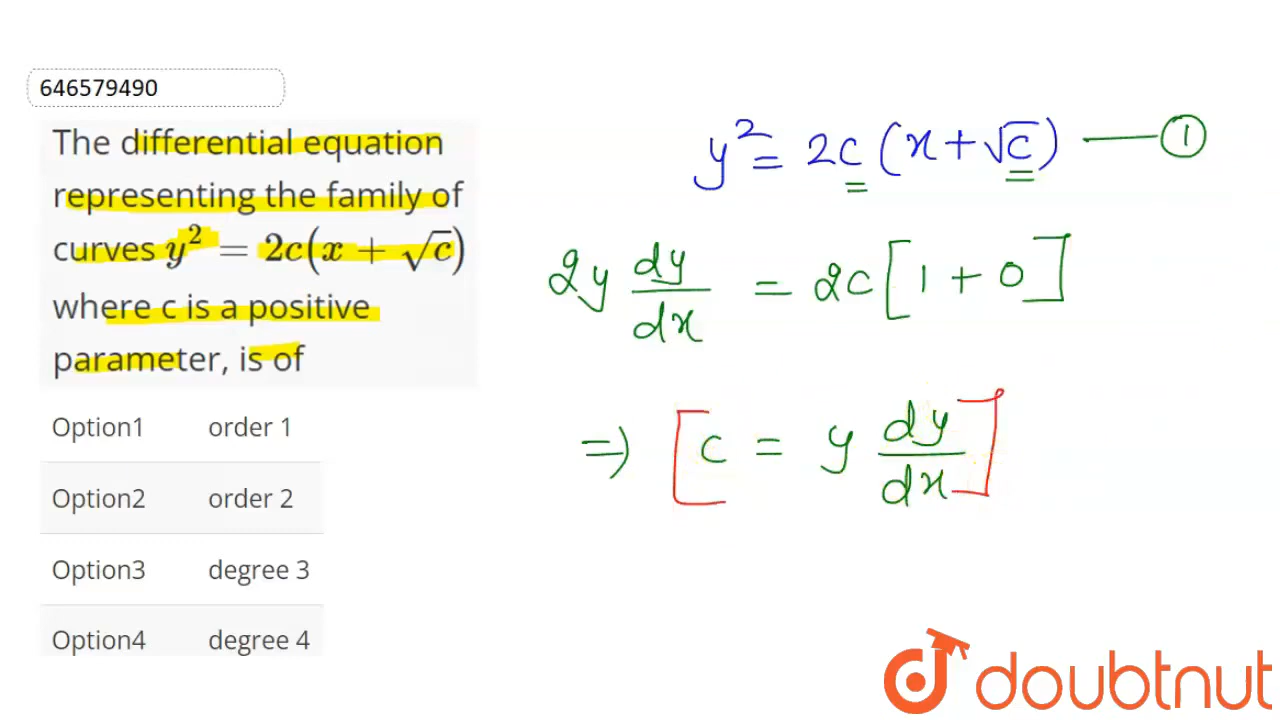 646579490
The differential equation
representing the family of
curves y² = 2c(x + √c)
where c is a positive
parameter, is of
Option1 order 1
Option2 order 2
Option3 degree 3
Option4 degree 4
y² = 2c (x + √c) —— ①
2y dy/dx = 2c [1 + 0]
⇒ [c = y dy/dx]
doubtnut